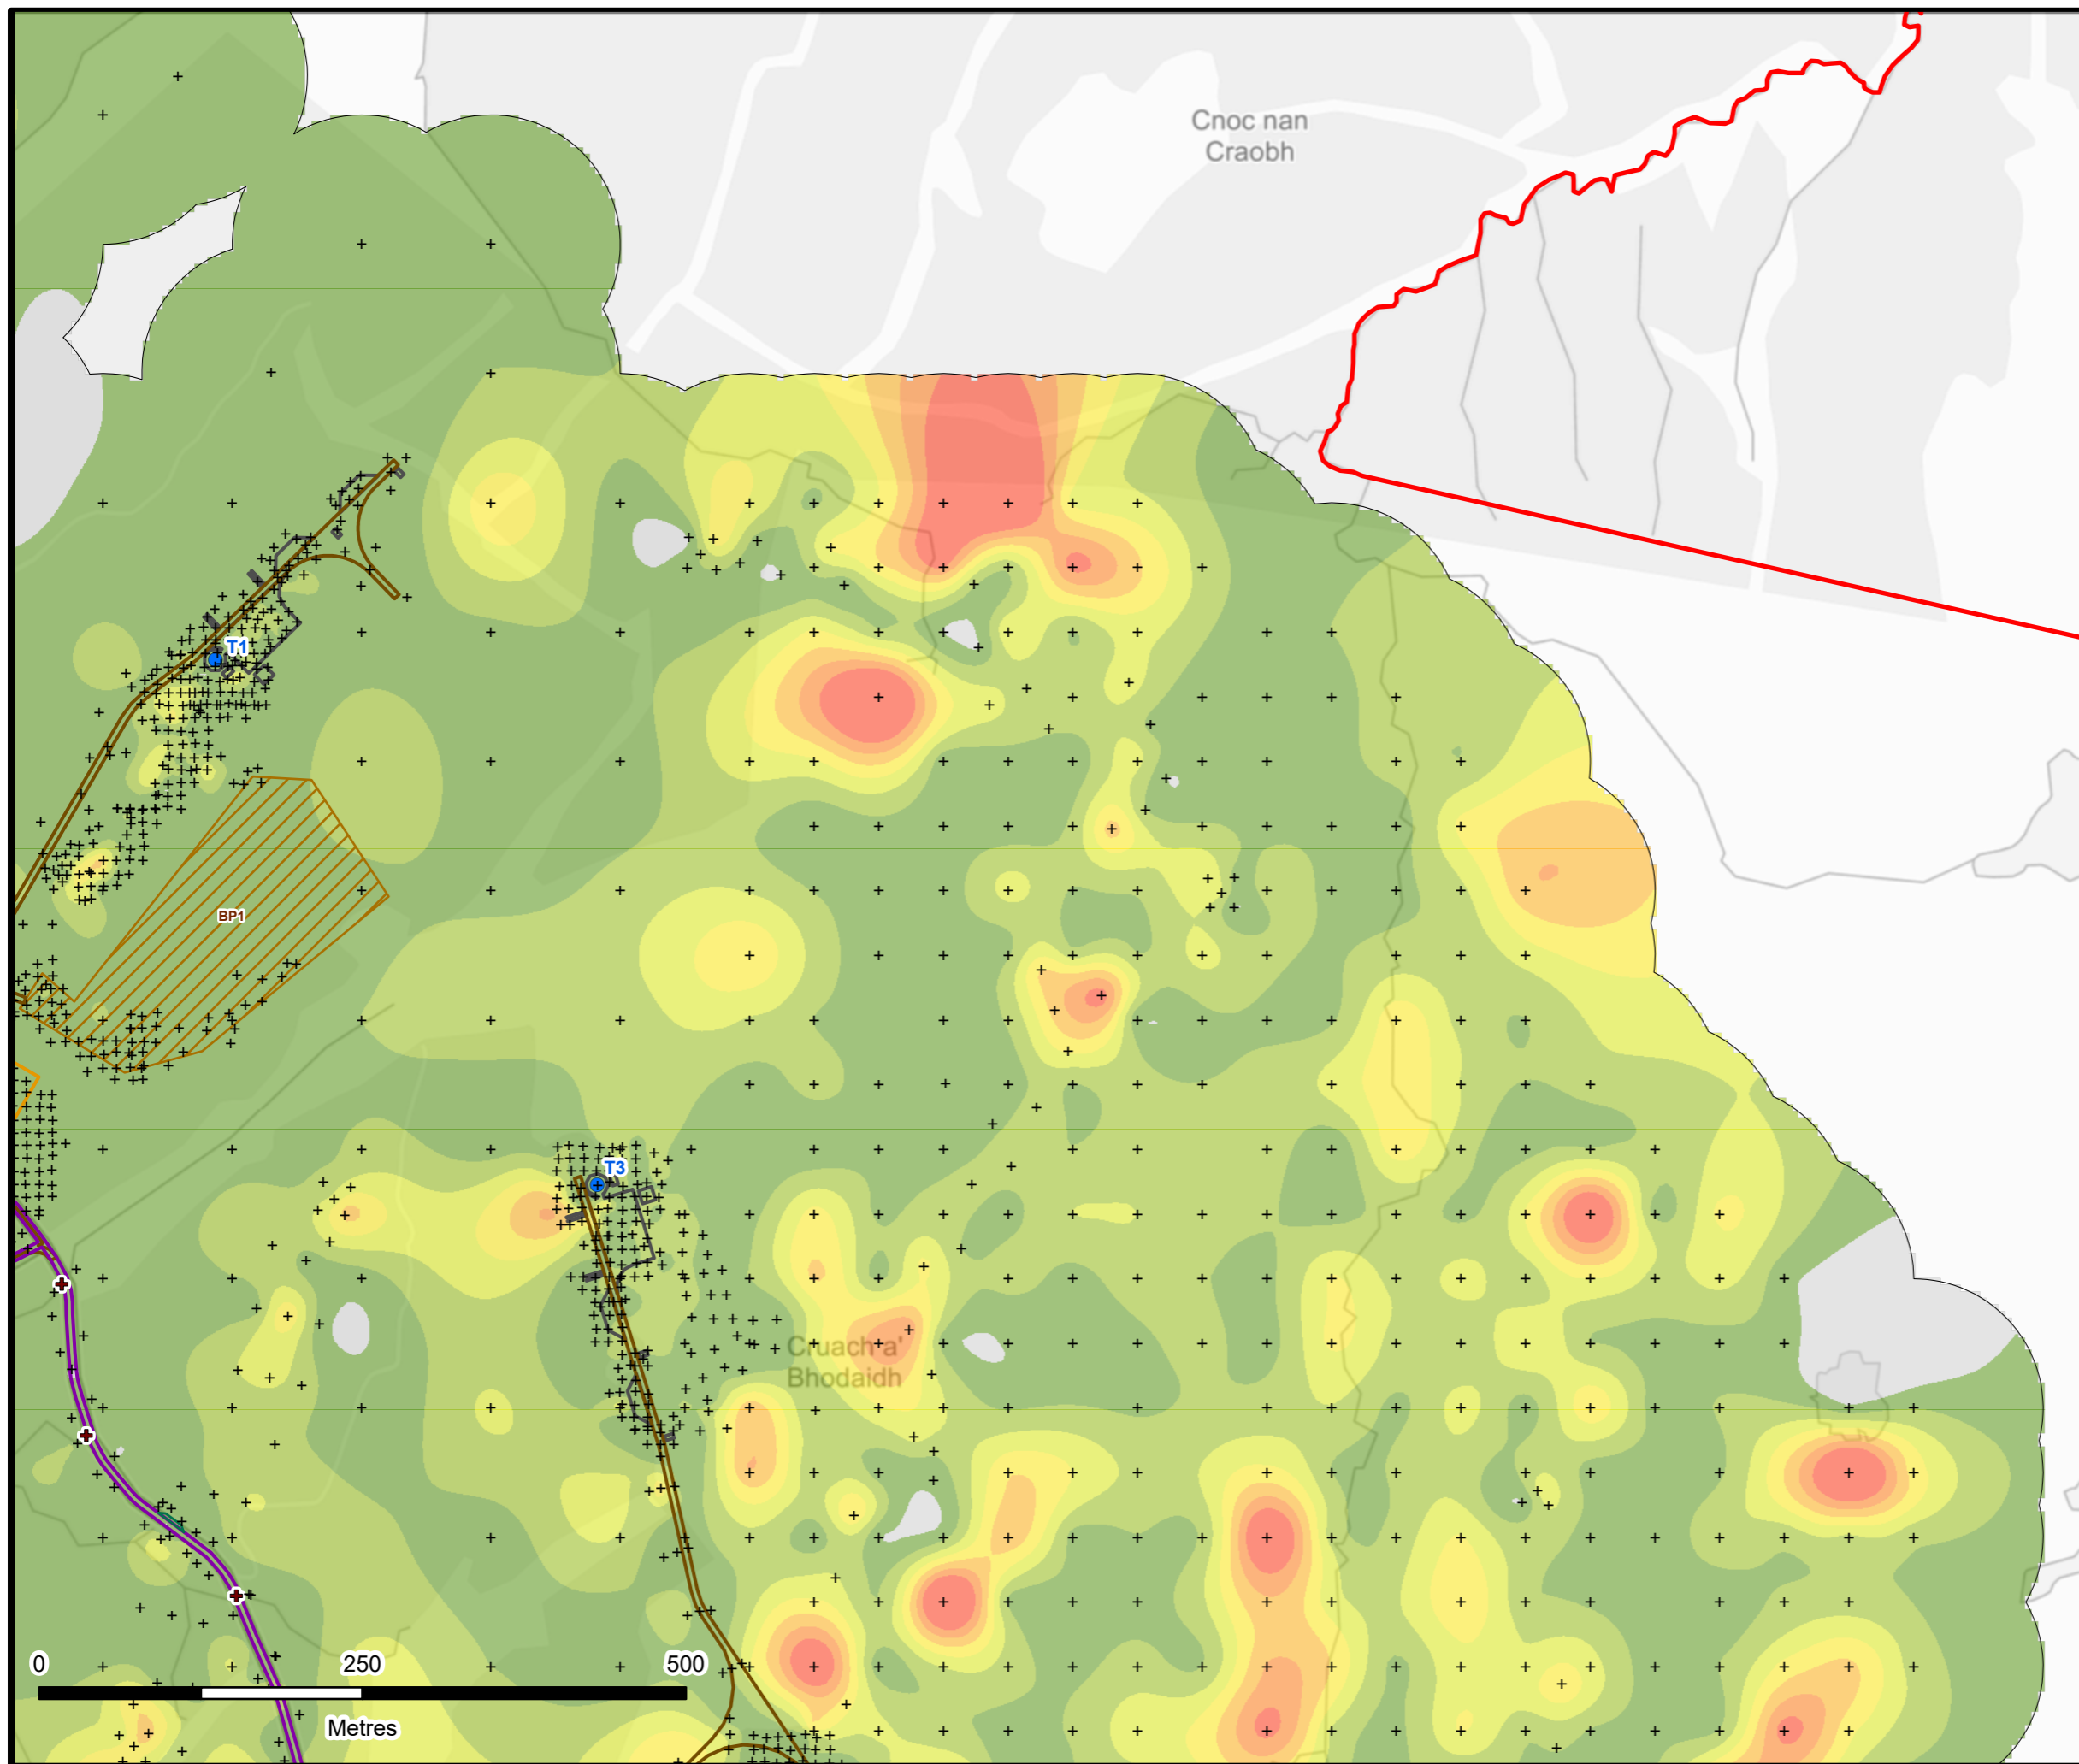 Cnoc nan
Craobh
T1
BP1
T3
Cruach a'
Bhodaidh
0 250 500
Metres